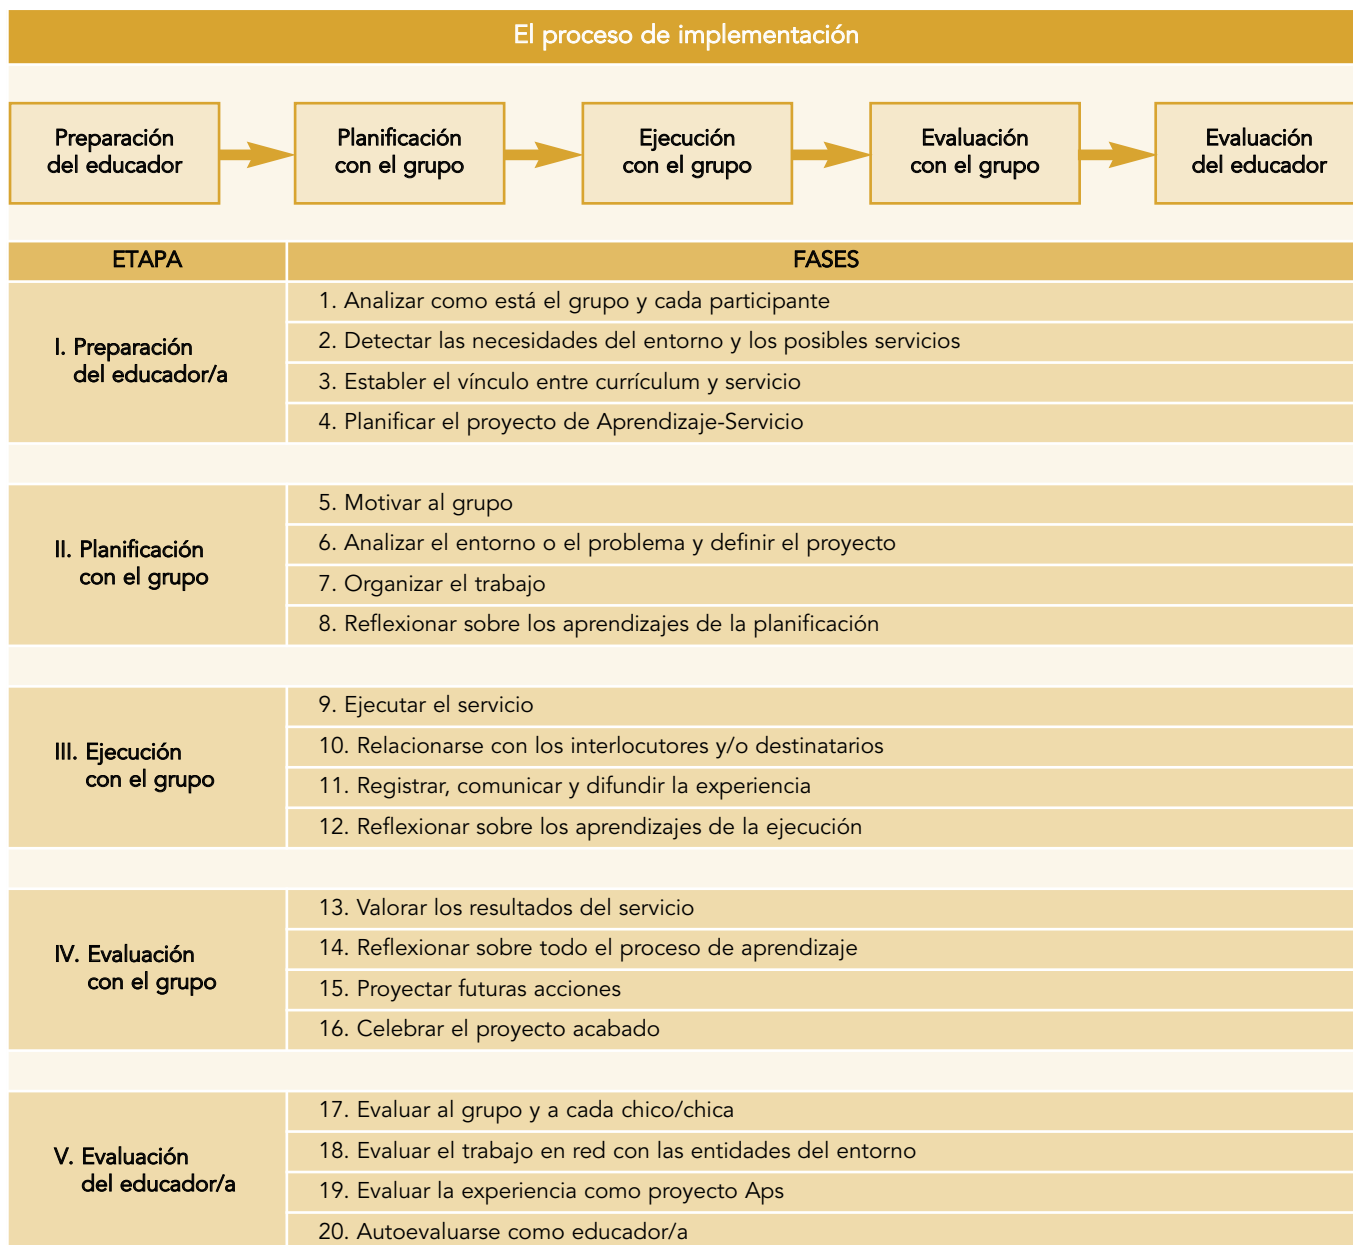 El proceso de implementación
Preparación
del educador
Planificación
con el grupo
Ejecución
con el grupo
Evaluación
con el grupo
Evaluación
del educador
ETAPA
FASES
I. Preparación
del educador/a
1. Analizar como está el grupo y cada participante
2. Detectar las necesidades del entorno y los posibles servicios
3. Establer el vínculo entre currículum y servicio
4. Planificar el proyecto de Aprendizaje-Servicio
II. Planificación
con el grupo
5. Motivar al grupo
6. Analizar el entorno o el problema y definir el proyecto
7. Organizar el trabajo
8. Reflexionar sobre los aprendizajes de la planificación
III. Ejecución
con el grupo
9. Ejecutar el servicio
10. Relacionarse con los interlocutores y/o destinatarios
11. Registrar, comunicar y difundir la experiencia
12. Reflexionar sobre los aprendizajes de la ejecución
IV. Evaluación
con el grupo
13. Valorar los resultados del servicio
14. Reflexionar sobre todo el proceso de aprendizaje
15. Proyectar futuras acciones
16. Celebrar el proyecto acabado
V. Evaluación
del educador/a
17. Evaluar al grupo y a cada chico/chica
18. Evaluar el trabajo en red con las entidades del entorno
19. Evaluar la experiencia como proyecto Aps
20. Autoevaluarse como educador/a